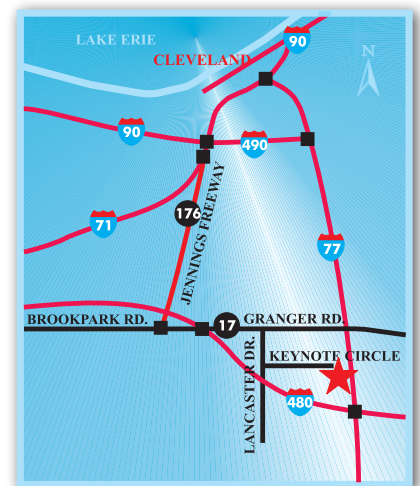 LAKE ERIE
90
CLEVELAND
N
90
490
176
71
JENNINGS FREEWAY
77
BROOKPARK RD.
17
GRANGER RD.
LANCASTER DR.
KEYNOTE CIRCLE
480